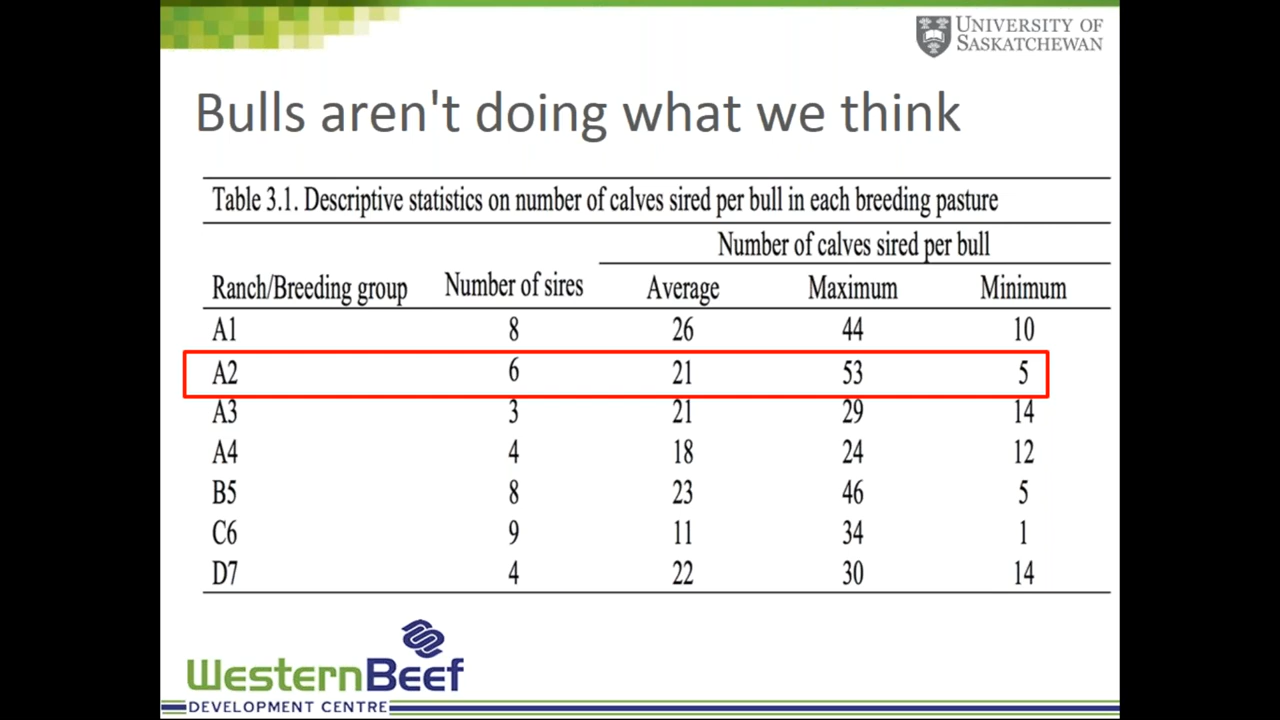 UNIVERSITY OF
SASKATCHEWAN
Bulls aren't doing what we think
Table 3.1. Descriptive statistics on number of calves sired per bull in each breeding pasture
Number of calves sired per bull
Ranch/Breeding group Number of sires Average Maximum Minimum
A1 8 26 44 10
A2 6 21 53 5
A3 3 21 29 14
A4 4 18 24 12
B5 8 23 46 5
C6 9 11 34 1
D7 4 22 30 14
WesternBeef
DEVELOPMENT CENTRE